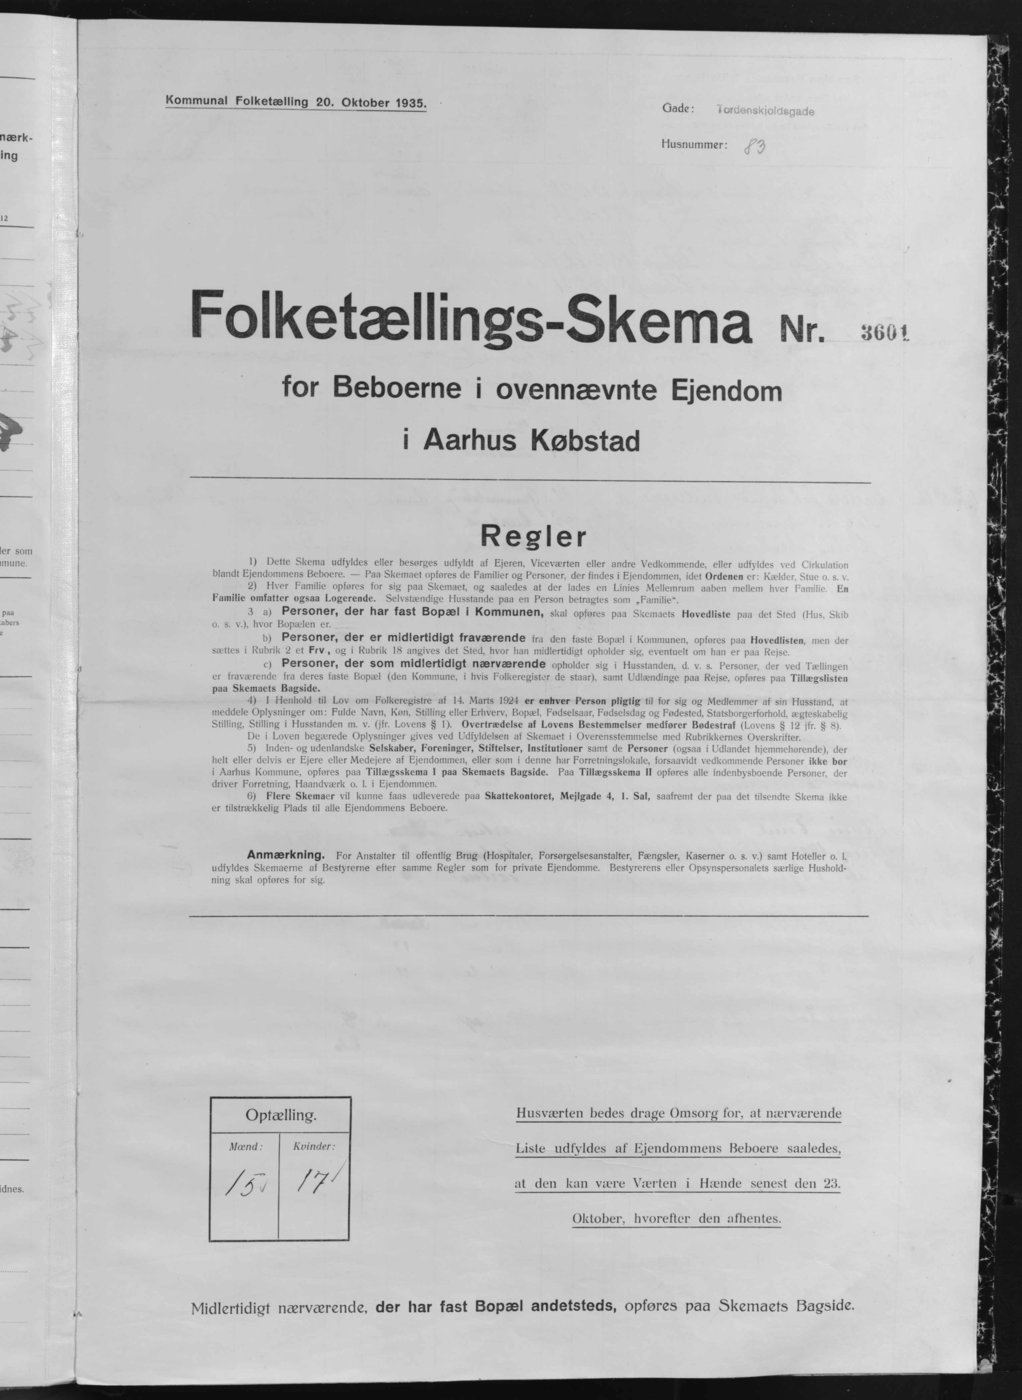 nærk-
ing
12
ler som
mmune.
paa
kabers
e
idnes.
Kommunal Folketælling 20. Oktober 1935.
Gade: Tordenskjoldsgade
Husnummer: 83
Folketællings-Skema Nr. 3601
for Beboerne i ovennævnte Ejendom
i Aarhus Købstad
Regler
1) Dette Skema udfyldes eller besørges udfyldt af Ejeren, Viceværten eller andre Vedkommende, eller udfyldes ved Cirkulation
blandt Ejendommens Beboere. — Paa Skemaet opføres de Familier og Personer, der findes i Ejendommen, idet Ordenen er: Kælder, Stue o. s. v.
2) Hver Familie opføres for sig paa Skemaet, og saaledes at der lades en Linies Mellemrum aaben mellem hver Familie. En
Familie omfatter ogsaa Logerende. Selvstændige Husstande paa en Person betragtes som „Familie“.
3 a) Personer, der har fast Bopæl i Kommunen, skal opføres paa Skemaets Hovedliste paa det Sted (Hus, Skib
o. s. v.), hvor Bopælen er.
b) Personer, der er midlertidigt fraværende fra den faste Bopæl i Kommunen, opføres paa Hovedlisten, men der
sættes i Rubrik 2 et Frv., og i Rubrik 18 angives det Sted, hvor han midlertidigt opholder sig, eventuelt om han er paa Rejse.
c) Personer, der som midlertidigt nærværende opholder sig i Husstanden, d. v. s. Personer, der ved Tællingen
er fraværende fra deres faste Bopæl (den Kommune, i hvis Folkeregister de staar), samt Udlændinge paa Rejse, opføres paa Tillægslisten
paa Skemaets Bagside.
4) I Henhold til Lov om Folkeregistre af 14. Marts 1924 er enhver Person pligtig til for sig og Medlemmer af sin Husstand, at
meddele Oplysninger om: Fulde Navn, Køn, Stilling eller Erhverv, Bopæl, Fødselsaar, Fødselsdag og Fødested, Statsborgerforhold, ægteskabelig
Stilling, Stilling i Husstanden m. v. (jfr. Lovens § 1). Overtrædelse af Lovens Bestemmelser medfører Bødestraf (Lovens § 12 jfr. § 8).
De i Loven begærede Oplysninger gives ved Udfyldelsen af Skemaet i Overensstemmelse med Rubrikkernes Overskrifter.
5) Inden- og udenlandske Selskaber, Foreninger, Stiftelser, Institutioner samt de Personer (ogsaa i Udlandet hjemmehørende), der
helt eller delvis er Ejere eller Medejere af Ejendommen, eller som i denne har Forretningslokale, forsaavidt vedkommende Personer ikke bor
i Aarhus Kommune, opføres paa Tillægsskema I paa Skemaets Bagside. Paa Tillægsskema II opføres alle indenbysboende Personer, der
driver Forretning, Haandværk o. l. i Ejendommen.
6) Flere Skemaer vil kunne faas udleverede paa Skattekontoret, Mejlgade 4, 1. Sal, saafremt der paa det tilsendte Skema ikke
er tilstrækkelig Plads til alle Ejendommens Beboere.
Anmærkning. For Anstalter til offentlig Brug (Hospitaler, Forsørgelsesanstalter, Fængsler, Kaserner o. s. v.) samt Hoteller o. l.
udfyldes Skemaerne af Bestyrerne efter samme Regler som for private Ejendomme. Bestyrerens eller Opsynspersonalets særlige Hushold-
ning skal opføres for sig.
Optælling.
Mænd: Kvinder:
15 17
Husværten bedes drage Omsorg for, at nærværende
Liste udfyldes af Ejendommens Beboere saaledes,
at den kan være Værten i Hænde senest den 23.
Oktober, hvorefter den afhentes.
Midlertidigt nærværende, der har fast Bopæl andetsteds, opføres paa Skemaets Bagside.